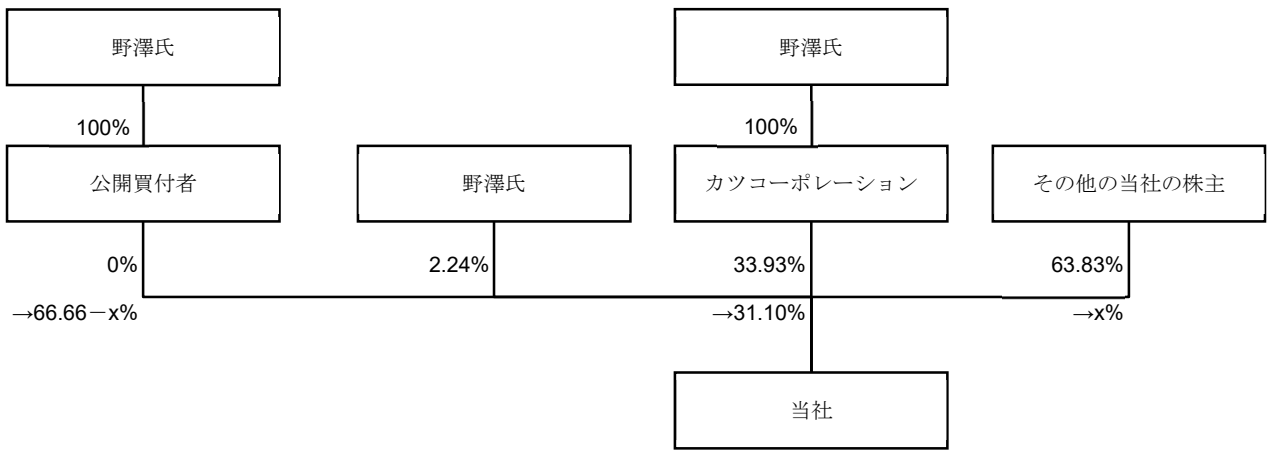 野澤氏
野澤氏
100%
100%
公開買付者
野澤氏
カツコーポレーション
その他の当社の株主
0%
2.24%
33.93%
63.83%
→66.66－x%
→31.10%
→x%
当社